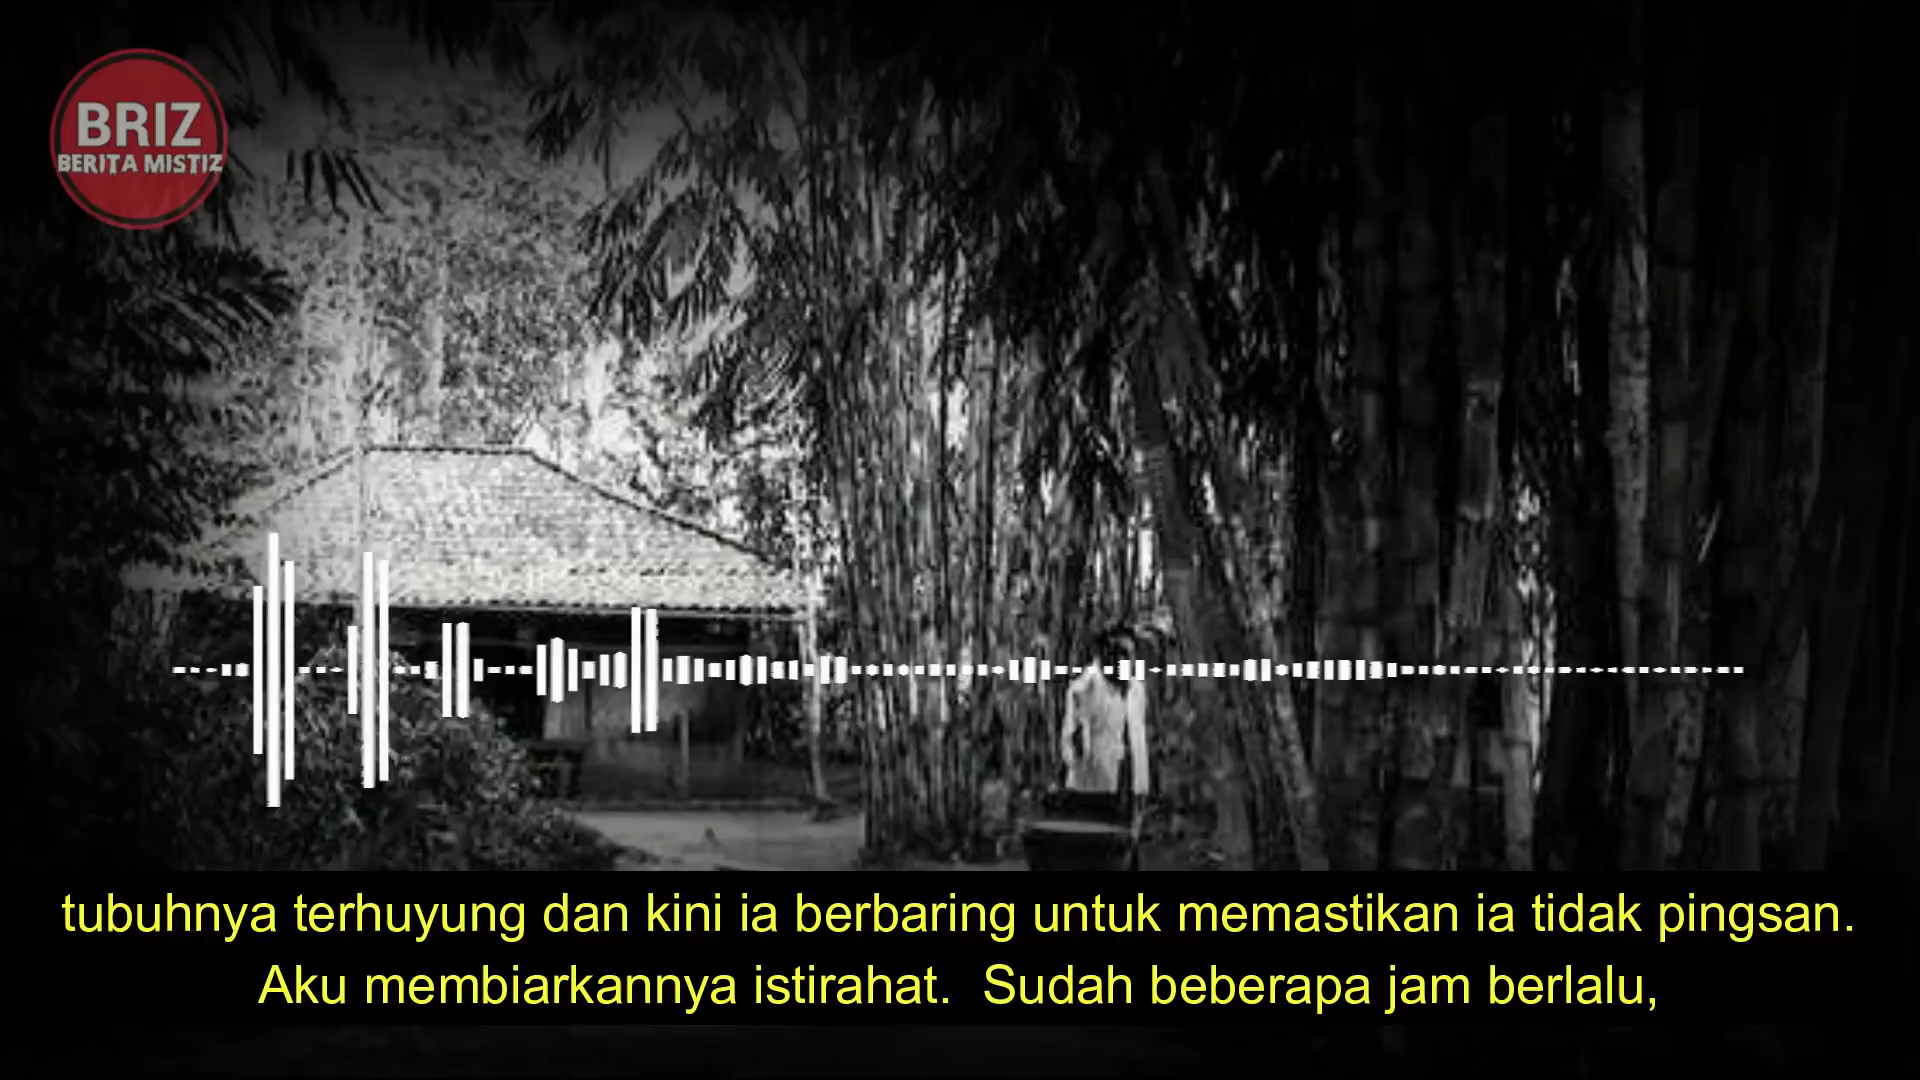 BRIZ
BERITA MISTIZ
tubuhnya terhuyung dan kini ia berbaring untuk memastikan ia tidak pingsan.
Aku membiarkannya istirahat.  Sudah beberapa jam berlalu,